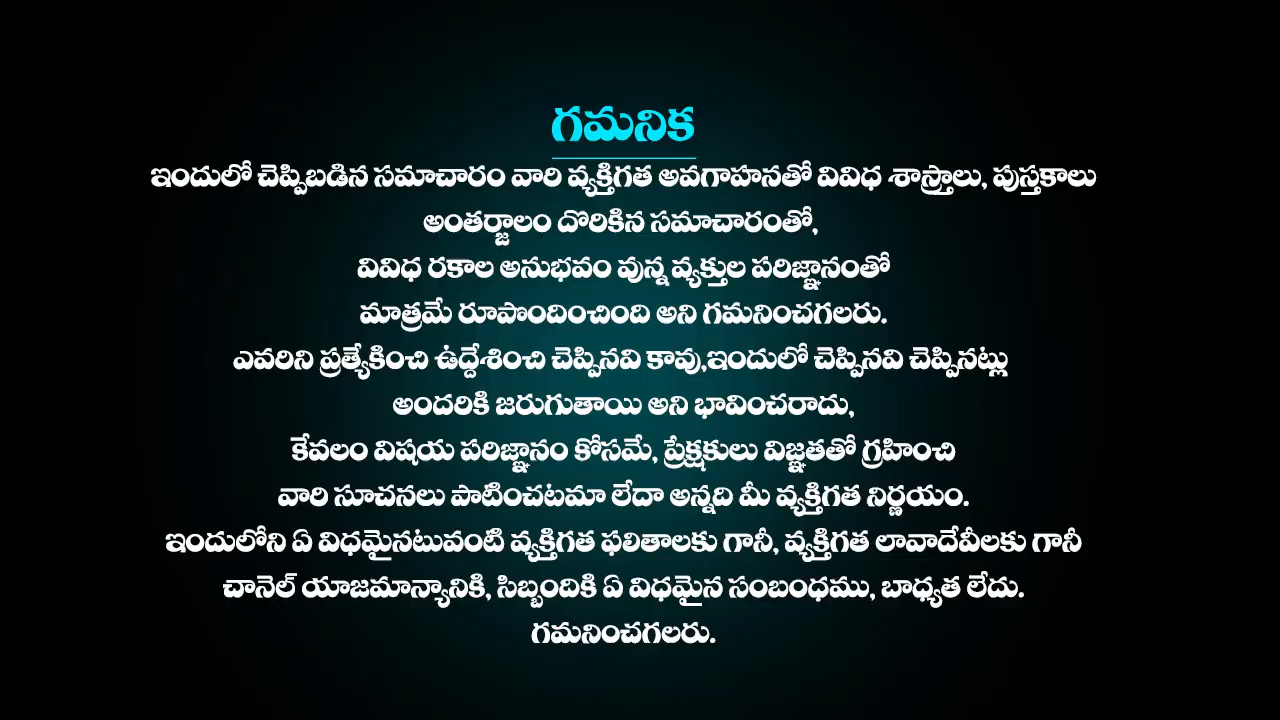 గమనిక
ఇందులో చెప్పిబడిన సమాచారం వారి వ్యక్తిగత అవగాహనతో వివిధ శాస్త్రాలు, పుస్తకాలు
అంతర్జాలం దొరికిన సమాచారంతో,
వివిధ రకాల అనుభవం వున్న వ్యక్తుల పరిజ్ఞానంతో
మాత్రమే రూపొందించింది అని గమనించగలరు.
ఎవరిని ప్రత్యేకించి ఉద్దేశించి చెప్పినవి కావు,ఇందులో చెప్పినవి చెప్పినట్లు
అందరికి జరుగుతాయి అని భావించరాదు,
కేవలం విషయ పరిజ్ఞానం కోసమే, ప్రేక్షకులు విజ్ఞతతో గ్రహించి
వారి సూచనలు పాటించటమా లేదా అన్నది మీ వ్యక్తిగత నిర్ణయం.
ఇందులోని ఏ విధమైనటువంటి వ్యక్తిగత ఫలితాలకు గానీ, వ్యక్తిగత లావాదేవీలకు గానీ
చానెల్ యాజమాన్యానికి, సిబ్బందికి ఏ విధమైన సంబంధము, బాధ్యత లేదు.
గమనించగలరు.